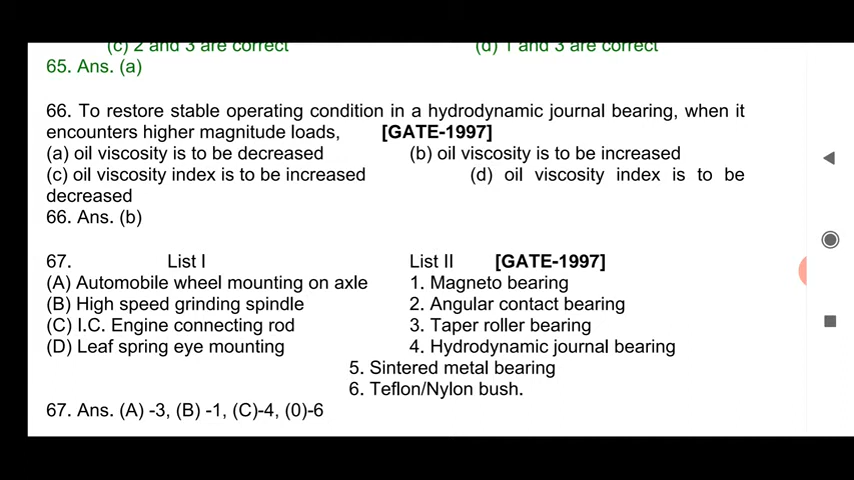 (c) 2 and 3 are correct (d) 1 and 3 are correct
65. Ans. (a)
66. To restore stable operating condition in a hydrodynamic journal bearing, when it
encounters higher magnitude loads, [GATE-1997]
(a) oil viscosity is to be decreased (b) oil viscosity is to be increased
(c) oil viscosity index is to be increased (d) oil viscosity index is to be
decreased
66. Ans. (b)
67. List I List II [GATE-1997]
(A) Automobile wheel mounting on axle 1. Magneto bearing
(B) High speed grinding spindle 2. Angular contact bearing
(C) I.C. Engine connecting rod 3. Taper roller bearing
(D) Leaf spring eye mounting 4. Hydrodynamic journal bearing
5. Sintered metal bearing
6. Teflon/Nylon bush.
67. Ans. (A) -3, (B) -1, (C)-4, (0)-6